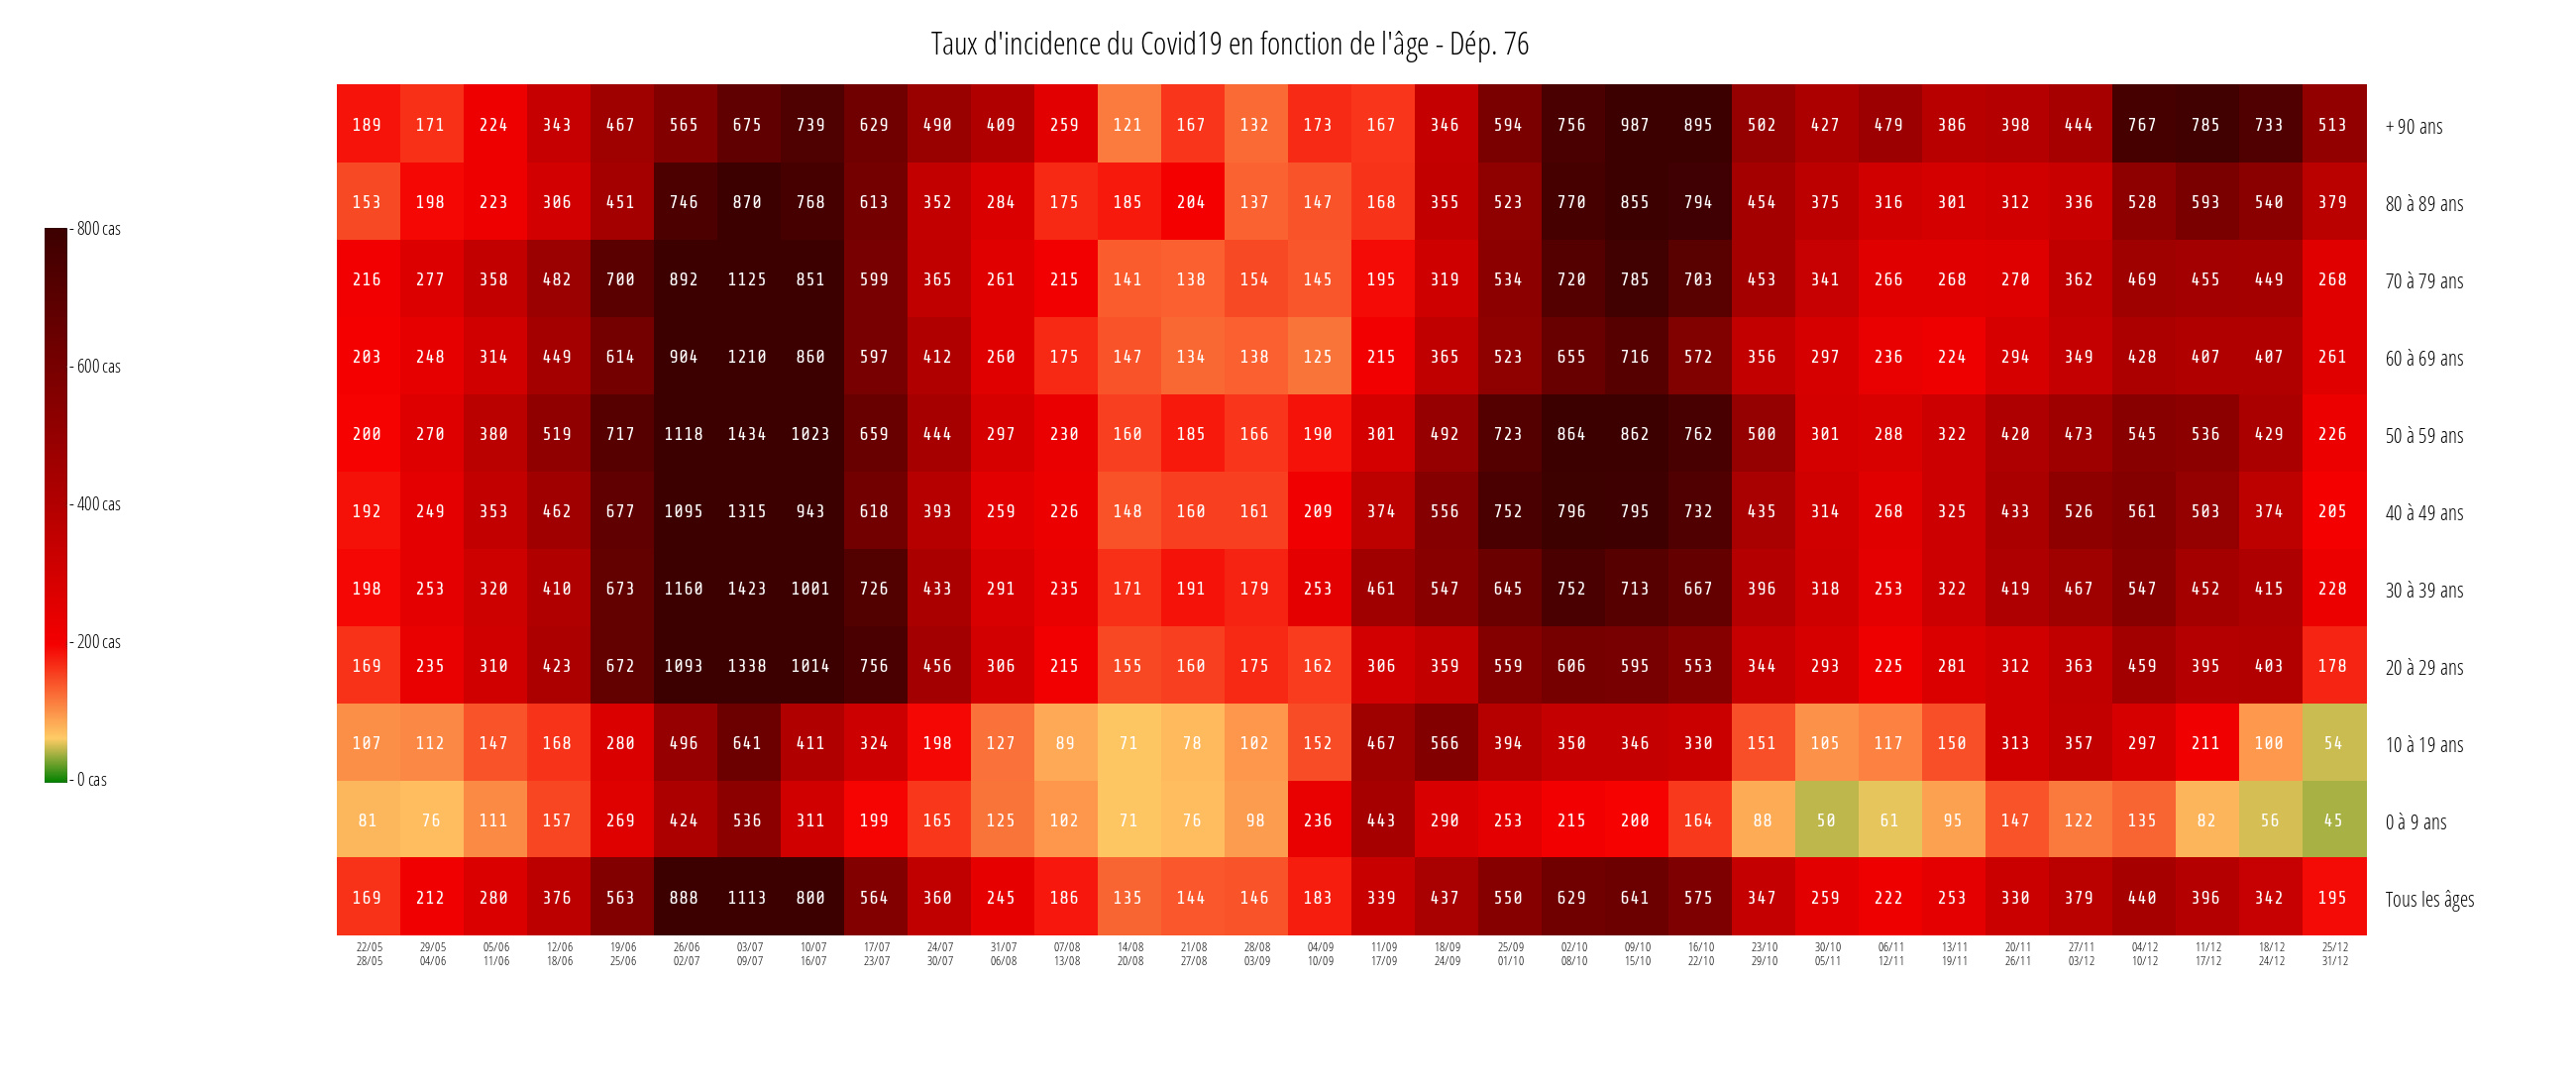 Taux d'incidence du Covid19 en fonction de l'âge - Dép. 76
- 800 cas
- 600 cas
- 400 cas
- 200 cas
- 0 cas
189 171 224 343 467 565 675 739 629 490 409 259 121 167 132 173 167 346 594 756 987 895 502 427 479 386 398 444 767 785 733 513 + 90 ans
153 198 223 306 451 746 870 768 613 352 284 175 185 204 137 147 168 355 523 770 855 794 454 375 316 301 312 336 528 593 540 379 80 à 89 ans
216 277 358 482 700 892 1125 851 599 365 261 215 141 138 154 145 195 319 534 720 785 703 453 341 266 268 270 362 469 455 449 268 70 à 79 ans
203 248 314 449 614 904 1210 860 597 412 260 175 147 134 138 125 215 365 523 655 716 572 356 297 236 224 294 349 428 407 407 261 60 à 69 ans
200 270 380 519 717 1118 1434 1023 659 444 297 230 160 185 166 190 301 492 723 864 862 762 500 301 288 322 420 473 545 536 429 226 50 à 59 ans
192 249 353 462 677 1095 1315 943 618 393 259 226 148 160 161 209 374 556 752 796 795 732 435 314 268 325 433 526 561 503 374 205 40 à 49 ans
198 253 320 410 673 1160 1423 1001 726 433 291 235 171 191 179 253 461 547 645 752 713 667 396 318 253 322 419 467 547 452 415 228 30 à 39 ans
169 235 310 423 672 1093 1338 1014 756 456 306 215 155 160 175 162 306 359 559 606 595 553 344 293 225 281 312 363 459 395 403 178 20 à 29 ans
107 112 147 168 280 496 641 411 324 198 127 89 71 78 102 152 467 566 394 350 346 330 151 105 117 150 313 357 297 211 100 54 10 à 19 ans
81 76 111 157 269 424 536 311 199 165 125 102 71 76 98 236 443 290 253 215 200 164 88 50 61 95 147 122 135 82 56 45 0 à 9 ans
169 212 280 376 563 888 1113 800 564 360 245 186 135 144 146 183 339 437 550 629 641 575 347 259 222 253 330 379 440 396 342 195 Tous les âges
22/05 29/05 05/06 12/06 19/06 26/06 03/07 10/07 17/07 24/07 31/07 07/08 14/08 21/08 28/08 04/09 11/09 18/09 25/09 02/10 09/10 16/10 23/10 30/10 06/11 13/11 20/11 27/11 04/12 11/12 18/12 25/12
28/05 04/06 11/06 18/06 25/06 02/07 09/07 16/07 23/07 30/07 06/08 13/08 20/08 27/08 03/09 10/09 17/09 24/09 01/10 08/10 15/10 22/10 29/10 05/11 12/11 19/11 26/11 03/12 10/12 17/12 24/12 31/12